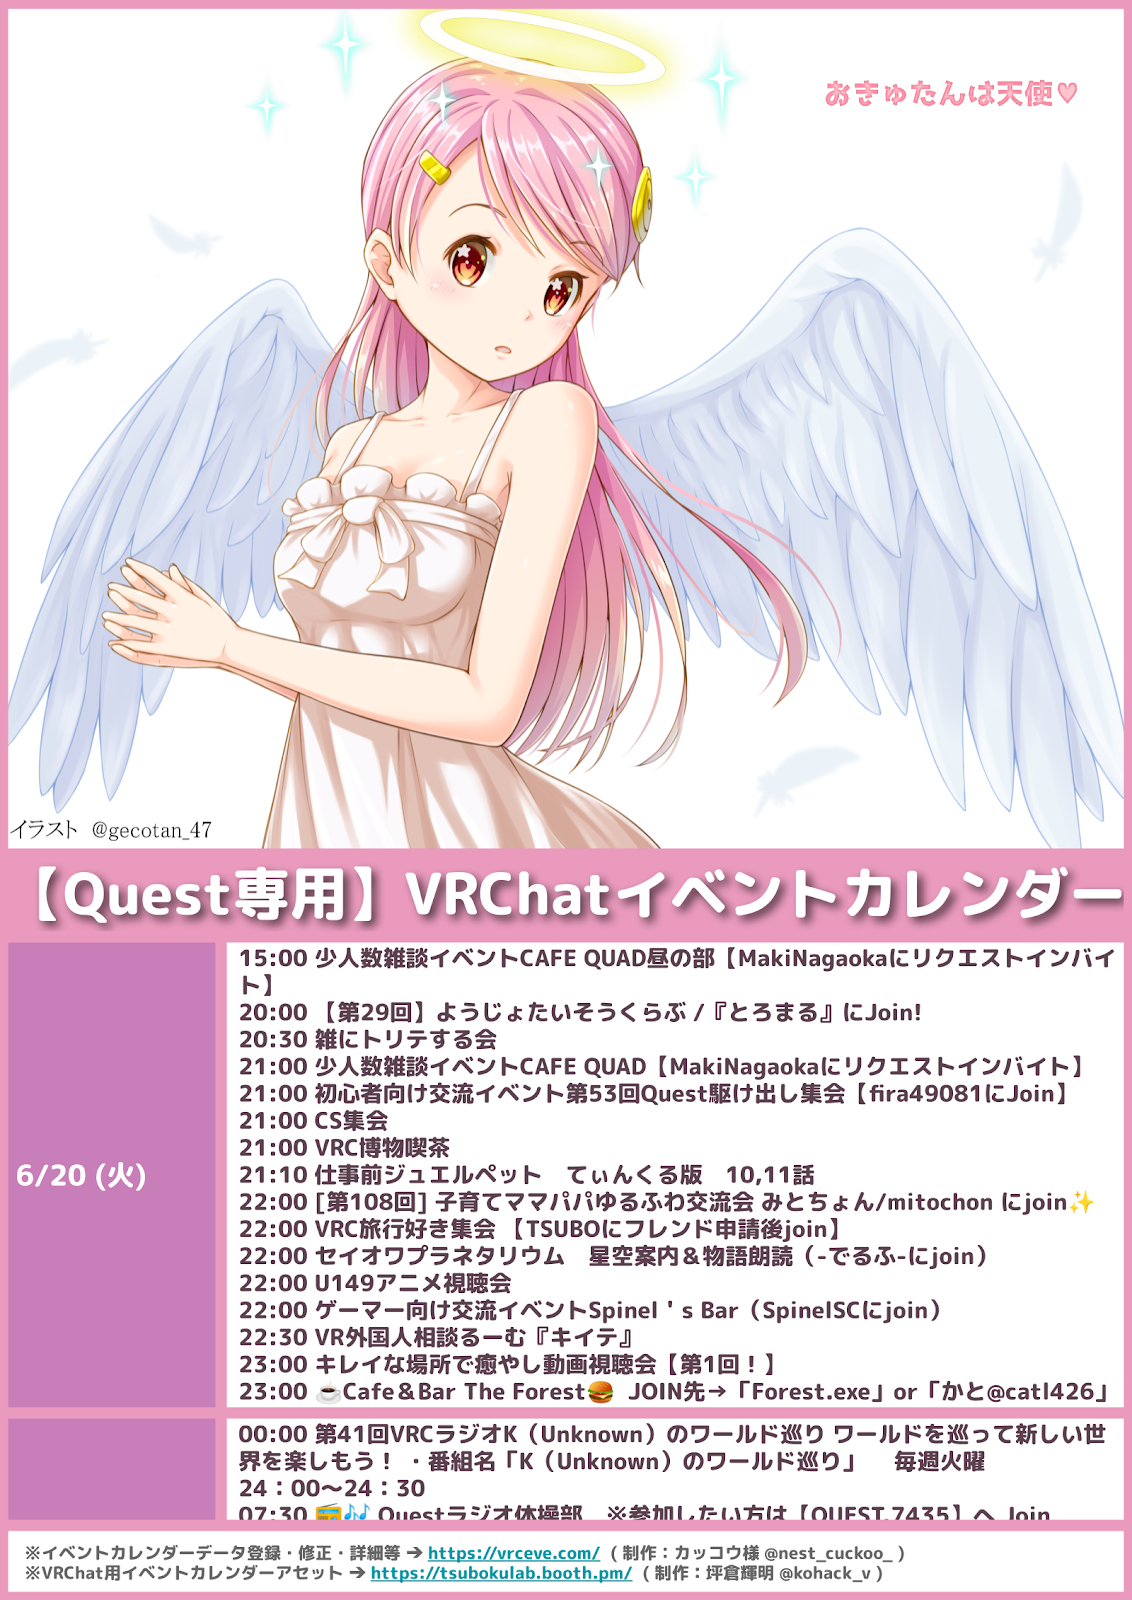 おきゅたんは天使♥
イラスト @gecotan_47
【Quest専用】VRChatイベントカレンダー
6/20 (火)
15:00 少人数雑談イベントCAFE QUAD昼の部【MakiNagaokaにリクエストインバイ
ト】
20:00 【第29回】ようじょたいそうくらぶ /『とろまる』にJoin!
20:30 雑にトリテする会
21:00 少人数雑談イベントCAFE QUAD【MakiNagaokaにリクエストインバイト】
21:00 初心者向け交流イベント第53回Quest駆け出し集会【fira49081にJoin】
21:00 CS集会
21:00 VRC博物喫茶
21:10 仕事前ジュエルペット　てぃんくる版　10,11話
22:00 [第108回] 子育てママパパゆるふわ交流会 みとちょん/mitochon にjoin✨
22:00 VRC旅行好き集会 【TSUBOにフレンド申請後join】
22:00 セイオワプラネタリウム　星空案内＆物語朗読（-でるふ-にjoin）
22:00 U149アニメ視聴会
22:00 ゲーマー向け交流イベントSpinel＇s Bar（SpinelSCにjoin）
22:30 VR外国人相談るーむ『キイテ』
23:00 キレイな場所で癒やし動画視聴会【第1回！】
23:00 ☕Cafe＆Bar The Forest🍔 JOIN先→「Forest.exe」or「かと@catl426」
00:00 第41回VRCラジオK（Unknown）のワールド巡り ワールドを巡って新しい世
界を楽しもう！ ・番組名「K（Unknown）のワールド巡り」　毎週火曜
24：00〜24：30
07:30 📻🎶 Questラジオ体操部　※参加したい方は【QUEST.7435】へ Join
※イベントカレンダーデータ登録・修正・詳細等 ➔ https://vrceve.com/ ( 制作：カッコウ様 @nest_cuckoo_ )
※VRChat用イベントカレンダーアセット ➔ https://tsubokulab.booth.pm/ ( 制作：坪倉輝明 @kohack_v )